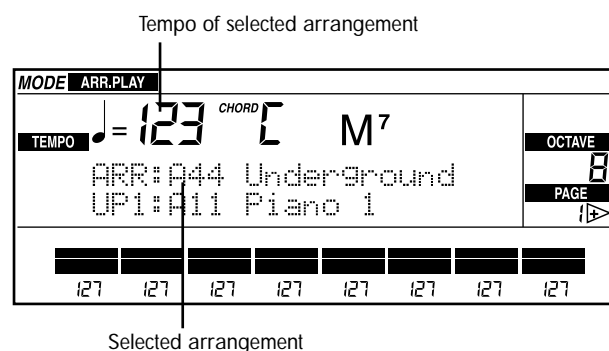 Tempo of selected arrangement
MODE ARR.PLAY
TEMPO ♩= 123 CHORD C M7 OCTAVE
8
ARR:A44 Underground
UP1:A11 Piano 1
PAGE
1+
127 127 127 127 127 127 127 127
Selected arrangement